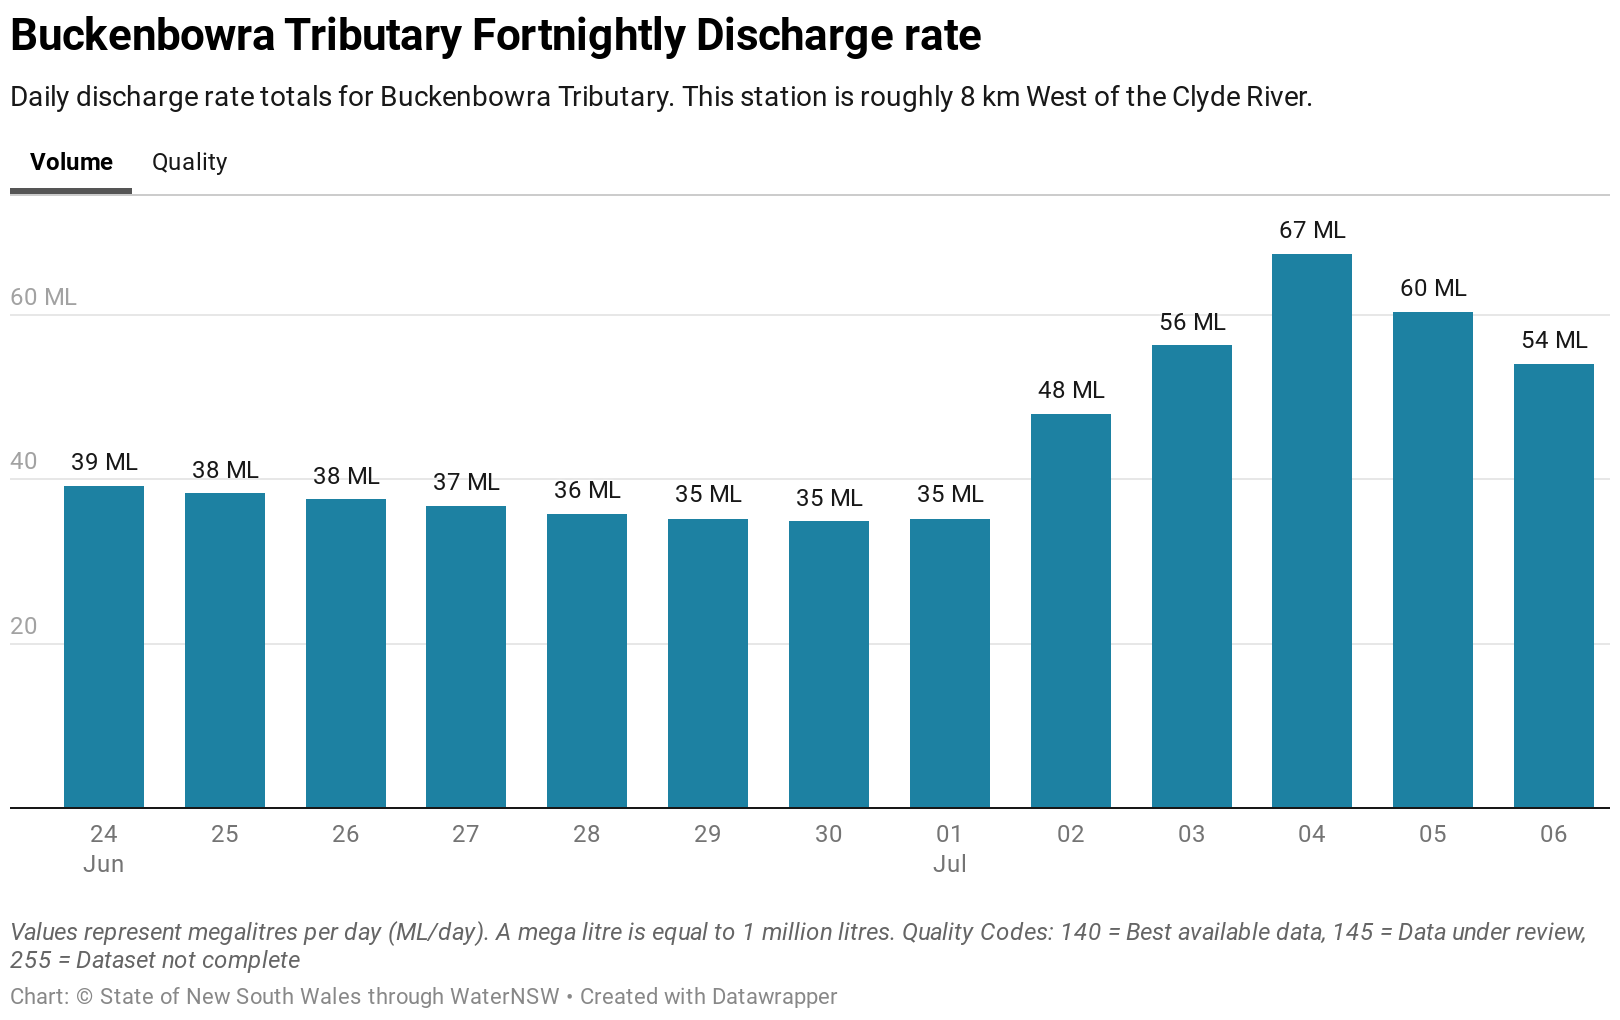 Buckenbowra Tributary Fortnightly Discharge rate
Daily discharge rate totals for Buckenbowra Tributary. This station is roughly 8 km West of the Clyde River.
Volume Quality
67 ML
60 ML
60 ML
56 ML
54 ML
48 ML
40
39 ML
38 ML
38 ML
37 ML
36 ML
35 ML
35 ML
35 ML
20
24 25 26 27 28 29 30 01 02 03 04 05 06
Jun Jul
Values represent megalitres per day (ML/day). A mega litre is equal to 1 million litres. Quality Codes: 140 = Best available data, 145 = Data under review,
255 = Dataset not complete
Chart: © State of New South Wales through WaterNSW • Created with Datawrapper